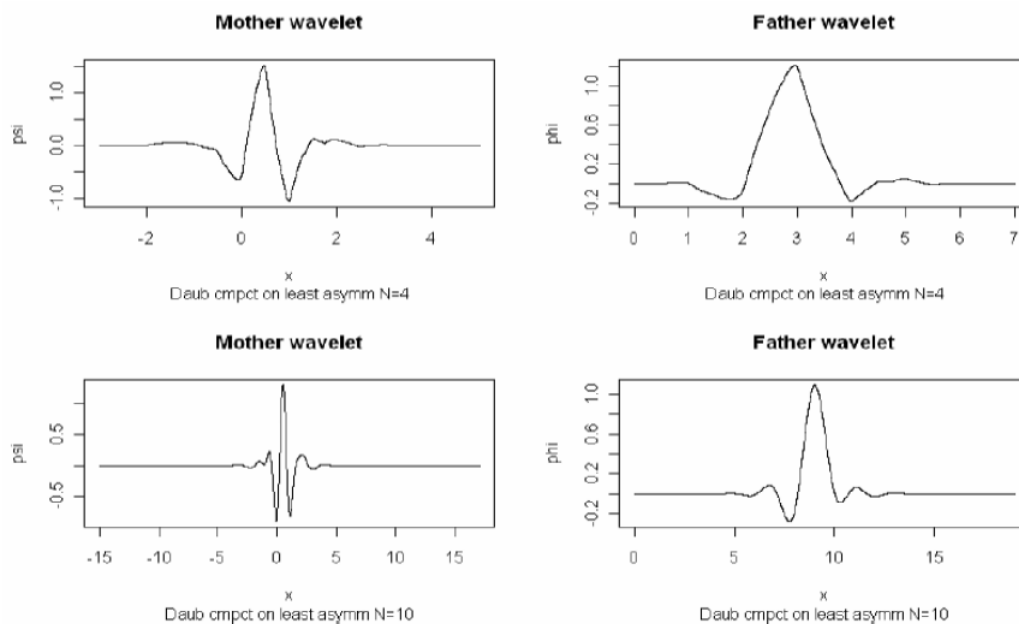 Mother wavelet
psi
-1.0 0.0 1.0
-2 0 2 4
x
Daub cmpct on least asymm N=4
Father wavelet
phi
-0.2 0.2 0.6 1.0
0 1 2 3 4 5 6 7
x
Daub cmpct on least asymm N=4
Mother wavelet
psi
-0.5 0.5
-15 -10 -5 0 5 10 15
x
Daub cmpct on least asymm N=10
Father wavelet
phi
-0.2 0.2 0.6 1.0
0 5 10 15
x
Daub cmpct on least asymm N=10